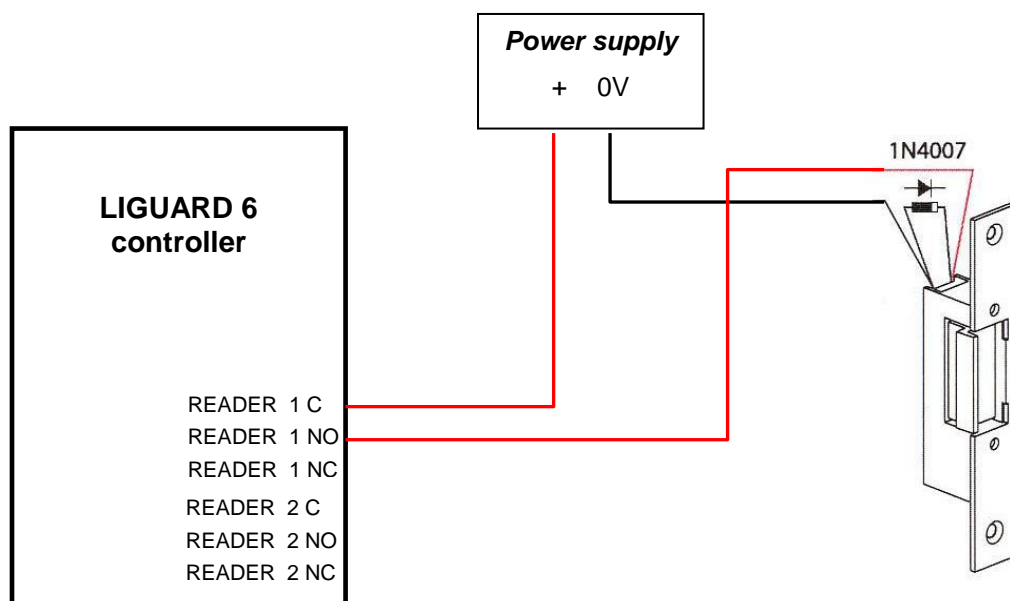 Power supply
+ 0V
1N4007
LIGUARD 6
controller
READER 1 C
READER 1 NO
READER 1 NC
READER 2 C
READER 2 NO
READER 2 NC